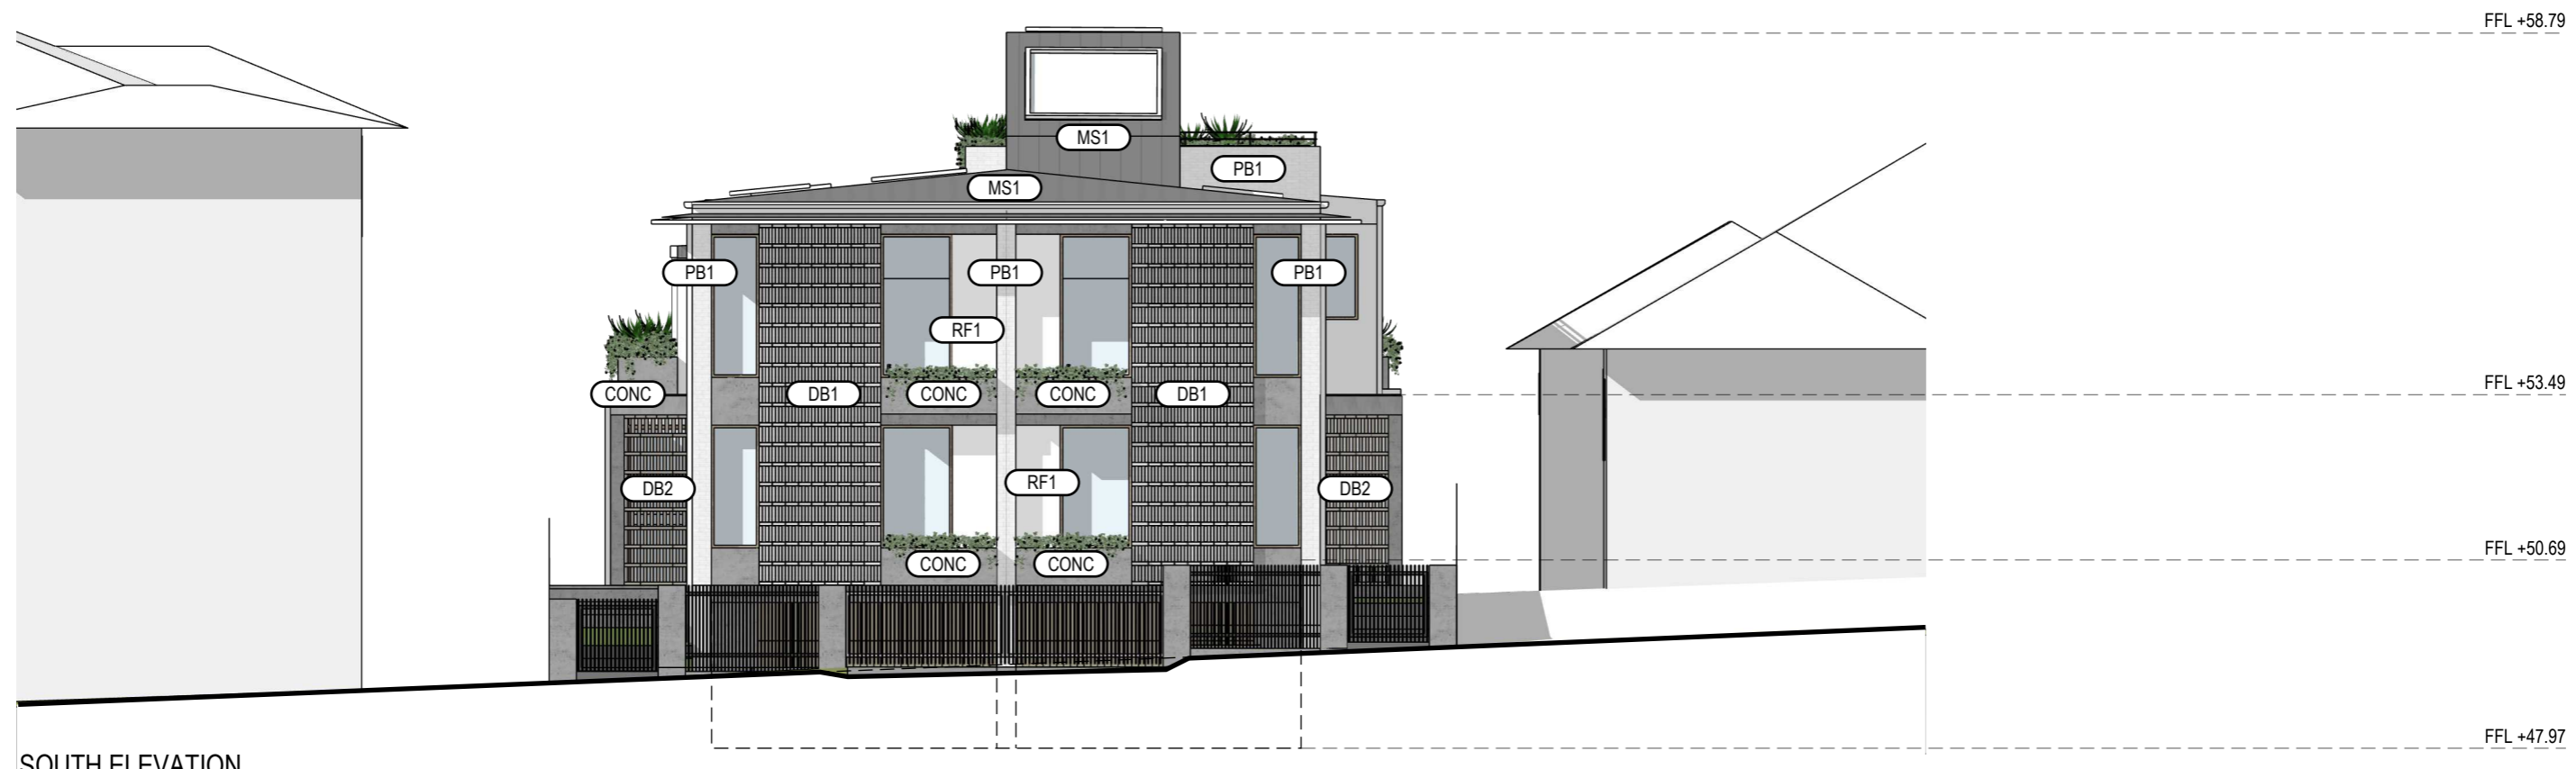 FFL +58.79
MS1
PB1
MS1
PB1
PB1
PB1
RF1
FFL +53.49
CONC
DB1
CONC
CONC
DB1
RF1
DB2
DB2
FFL +50.69
CONC
CONC
FFL +47.97
SOUTH ELEVATION